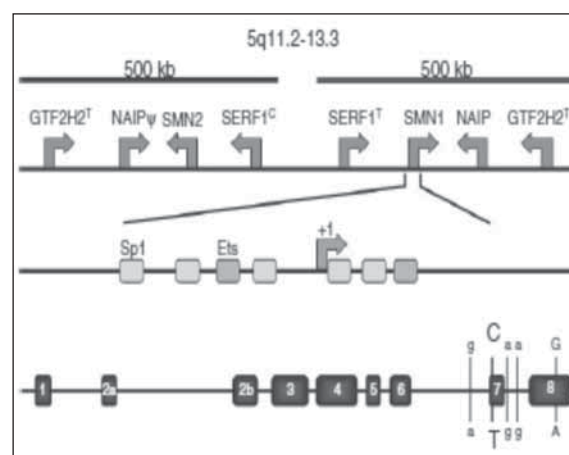 5q11.2-13.3
500 kb 500 kb
GTF2H2ᵀ NAIPψ SMN2 SERF1ᶜ SERF1ᵀ SMN1 NAIP GTF2H2ᵀ
+1
Sp1 Ets
g C a a G
1 2a 2b 3 4 5 6 7 8
a T g g A